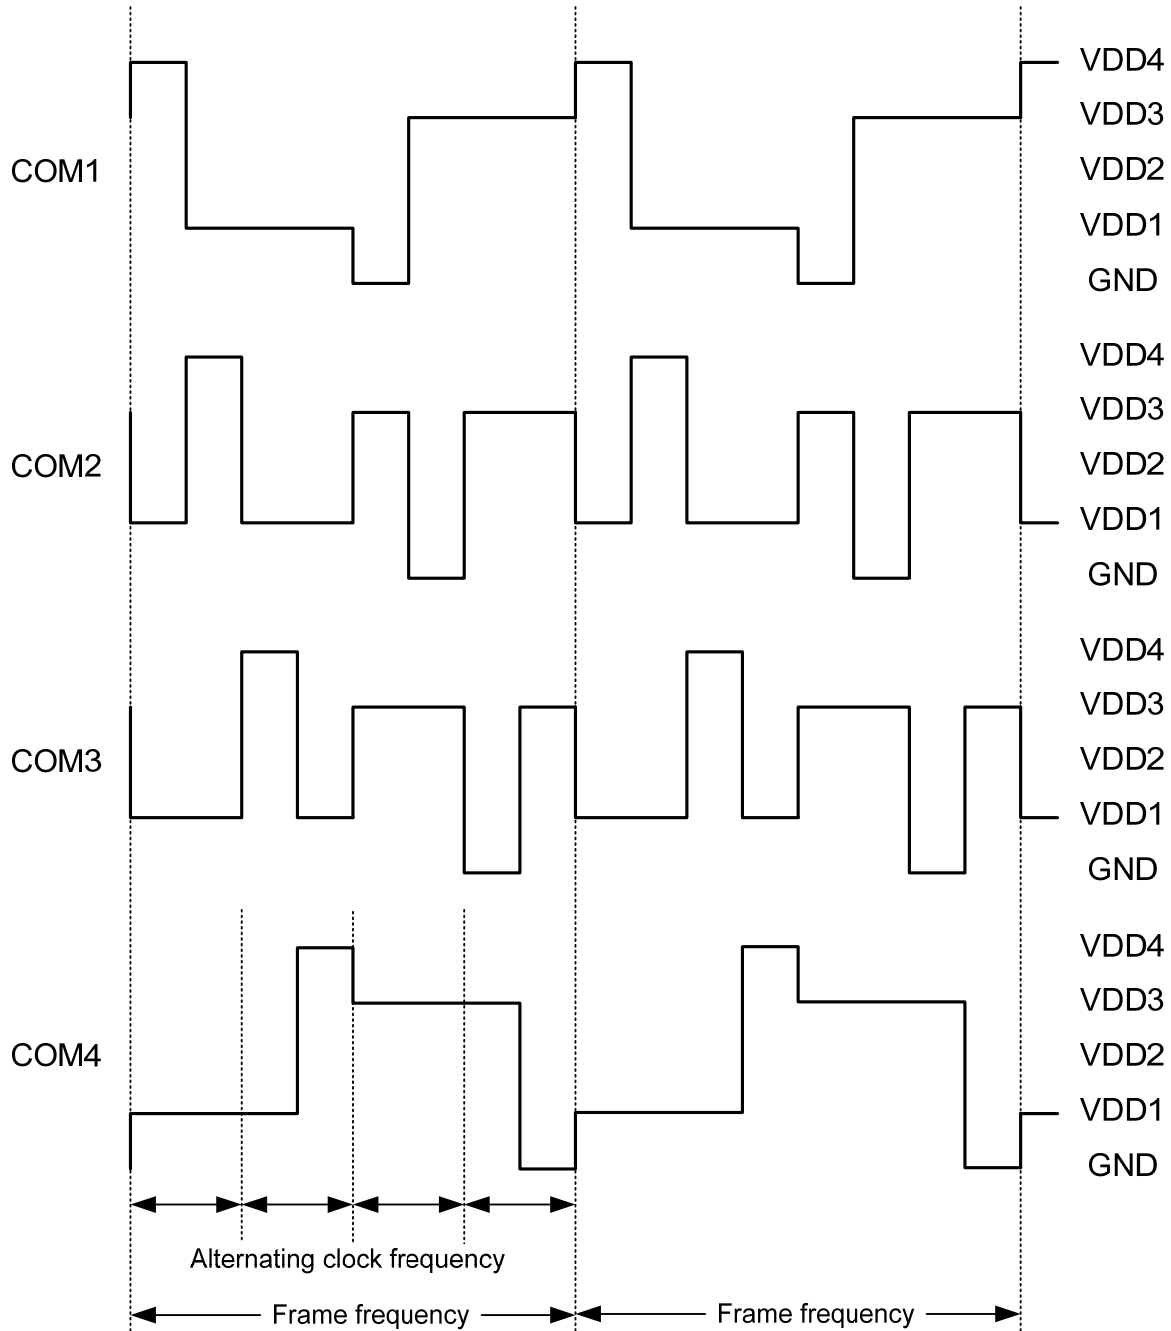 VDD4
VDD3
COM1
VDD2
VDD1
GND
VDD4
VDD3
COM2
VDD2
VDD1
GND
VDD4
VDD3
COM3
VDD2
VDD1
GND
VDD4
VDD3
COM4
VDD2
VDD1
GND
Alternating clock frequency
Frame frequency
Frame frequency